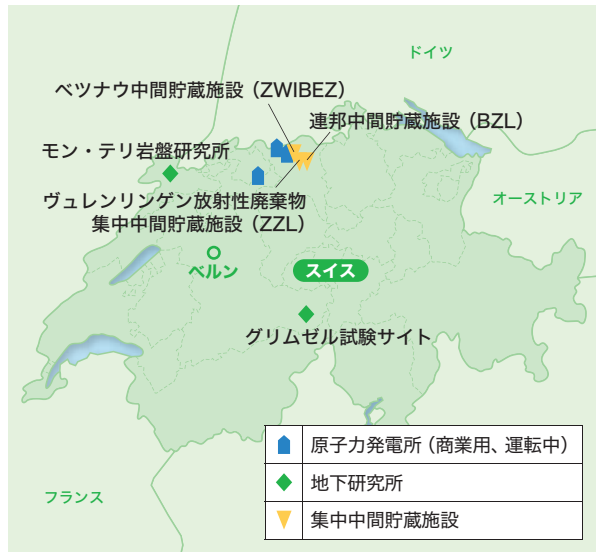 ドイツ
ベツナウ中間貯蔵施設（ZWIBEZ）
連邦中間貯蔵施設（BZL）
モン・テリ岩盤研究所
ヴュレンリンゲン放射性廃棄物
集中中間貯蔵施設（ZZL）
オーストリア
ベルン
スイス
グリムゼル試験サイト
フランス
原子力発電所（商業用、運転中）
地下研究所
集中中間貯蔵施設